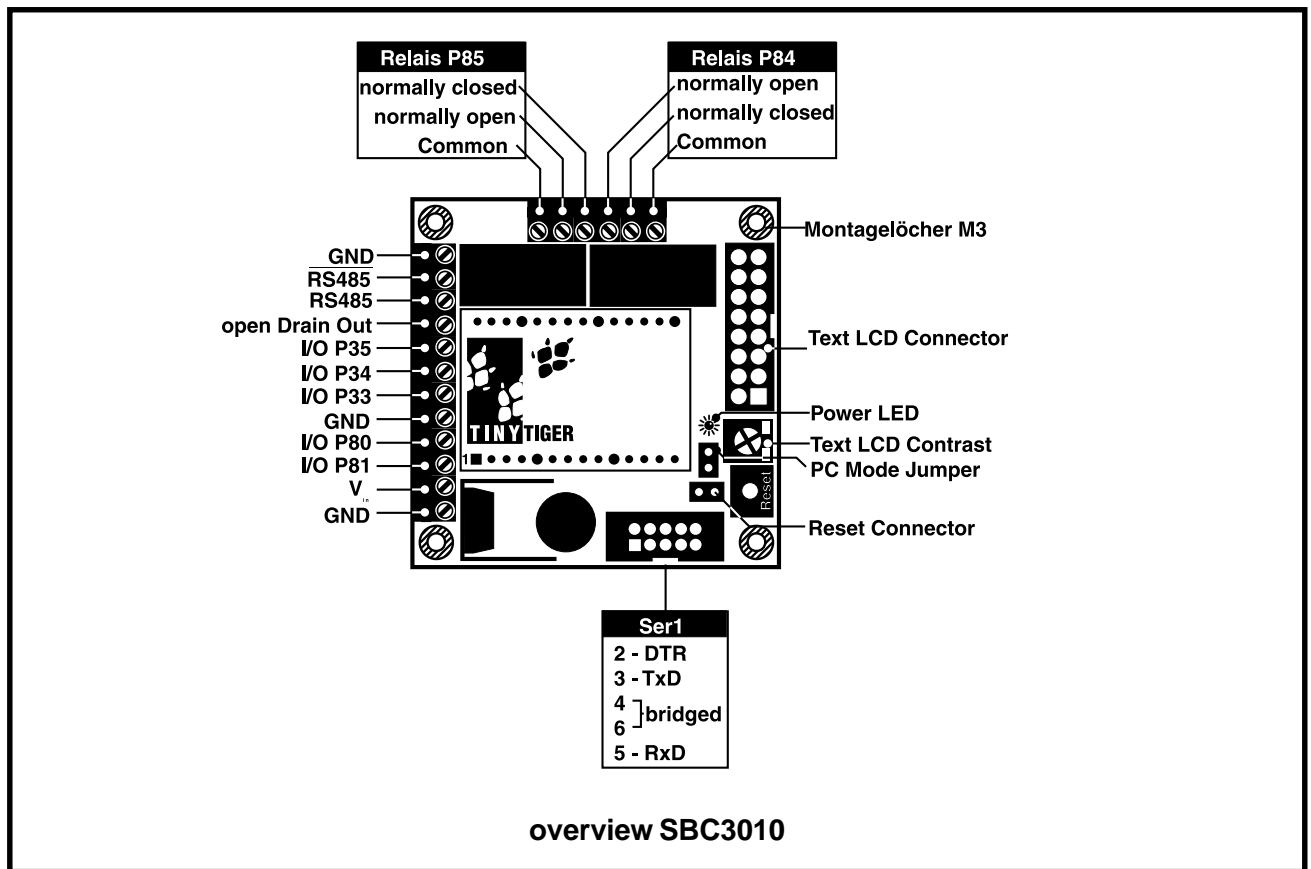 Relais P85
normally closed
normally open
Common
Relais P84
normally open
normally closed
Common
Montagelöcher M3
GND
RS485
RS485
open Drain Out
I/O P35
I/O P34
I/O P33
GND
I/O P80
I/O P81
V in
GND
TINYTIGER
1
Text LCD Connector
Power LED
Text LCD Contrast
PC Mode Jumper
Reset
Reset Connector
Ser1
2 - DTR
3 - TxD
4
bridged
6
5 - RxD
overview SBC3010